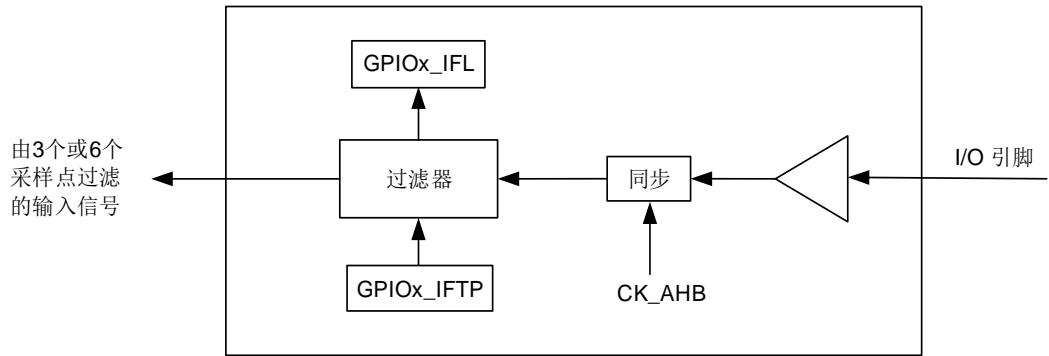 GPIOx_IFL
由3个或6个
采样点过滤
的输入信号
过滤器
同步
I/O 引脚
GPIOx_IFTP
CK_AHB